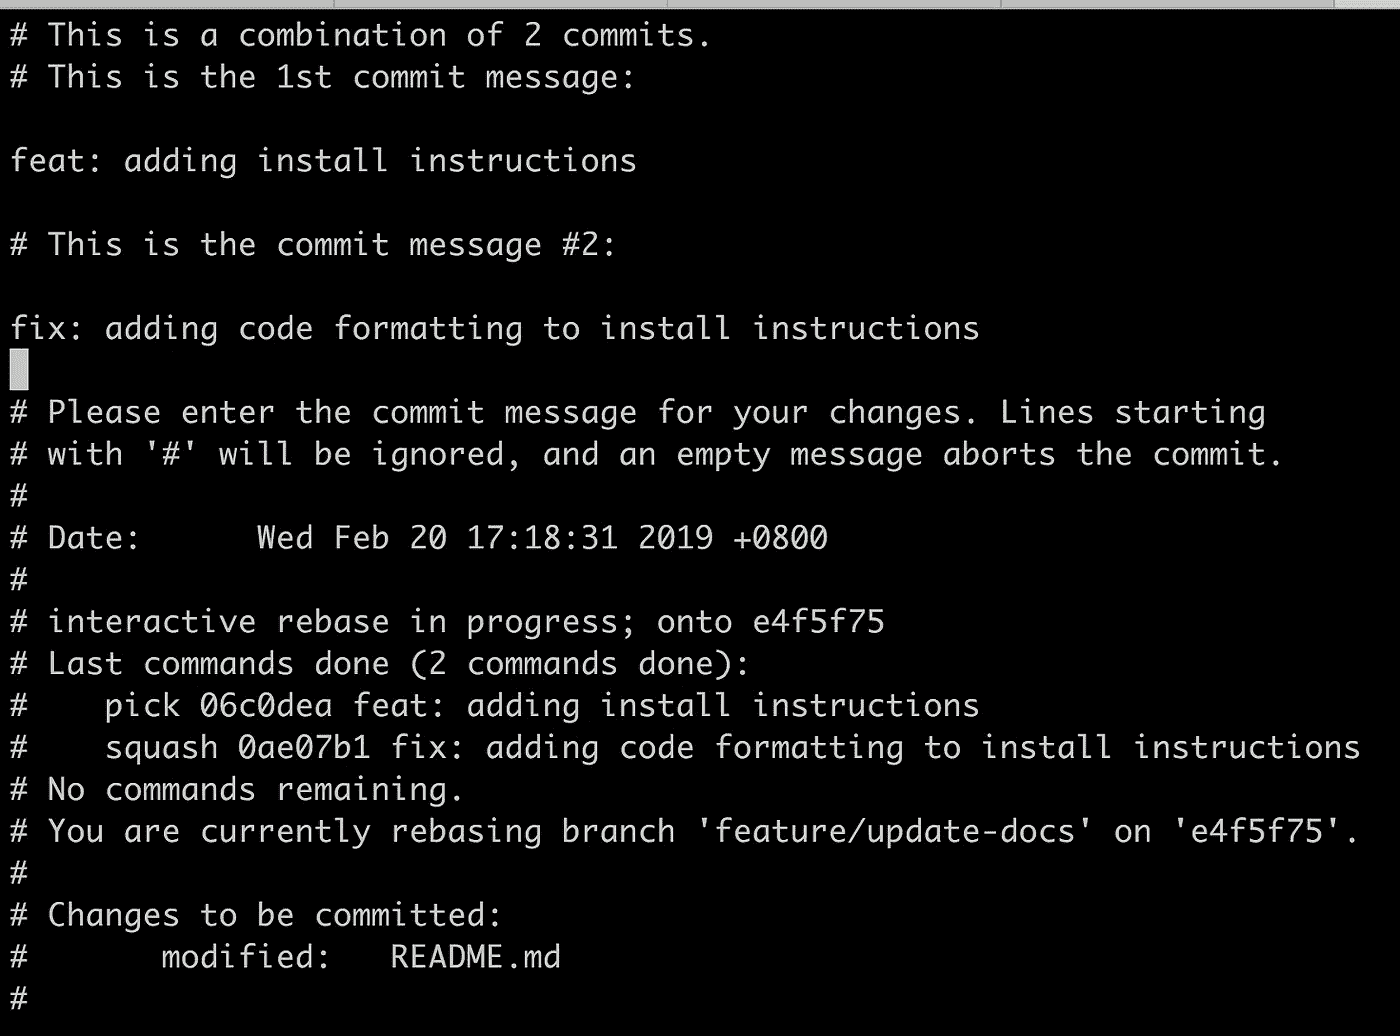 # This is a combination of 2 commits.
# This is the 1st commit message:
feat: adding install instructions
# This is the commit message #2:
fix: adding code formatting to install instructions
# Please enter the commit message for your changes. Lines starting
# with '#' will be ignored, and an empty message aborts the commit.
#
# Date:      Wed Feb 20 17:18:31 2019 +0800
#
# interactive rebase in progress; onto e4f5f75
# Last commands done (2 commands done):
#    pick 06c0dea feat: adding install instructions
#    squash 0ae07b1 fix: adding code formatting to install instructions
# No commands remaining.
# You are currently rebasing branch 'feature/update-docs' on 'e4f5f75'.
#
# Changes to be committed:
#       modified:   README.md
#